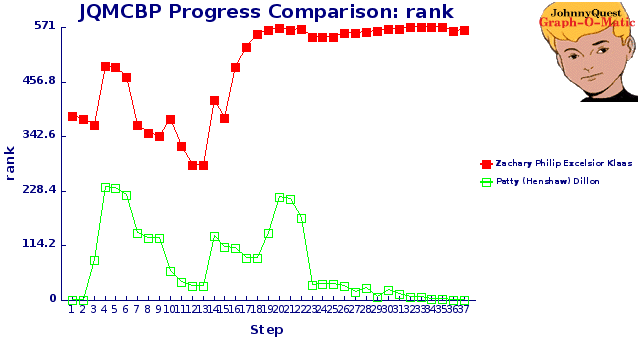 JQMCBP Progress Comparison: rank
JohnnyQuest
Graph-O-Matic
571
456.8
342.6
228.4
114.2
0
rank
1 2 3 4 5 6 7 8 9 10 11 12 13 14 15 16 17 18 19 20 21 22 23 24 25 26 27 28 29 30 31 32 33 34 35 36 37
Step
Zachary Philip Excelsior Klaas
Patty (Henshaw) Dillon